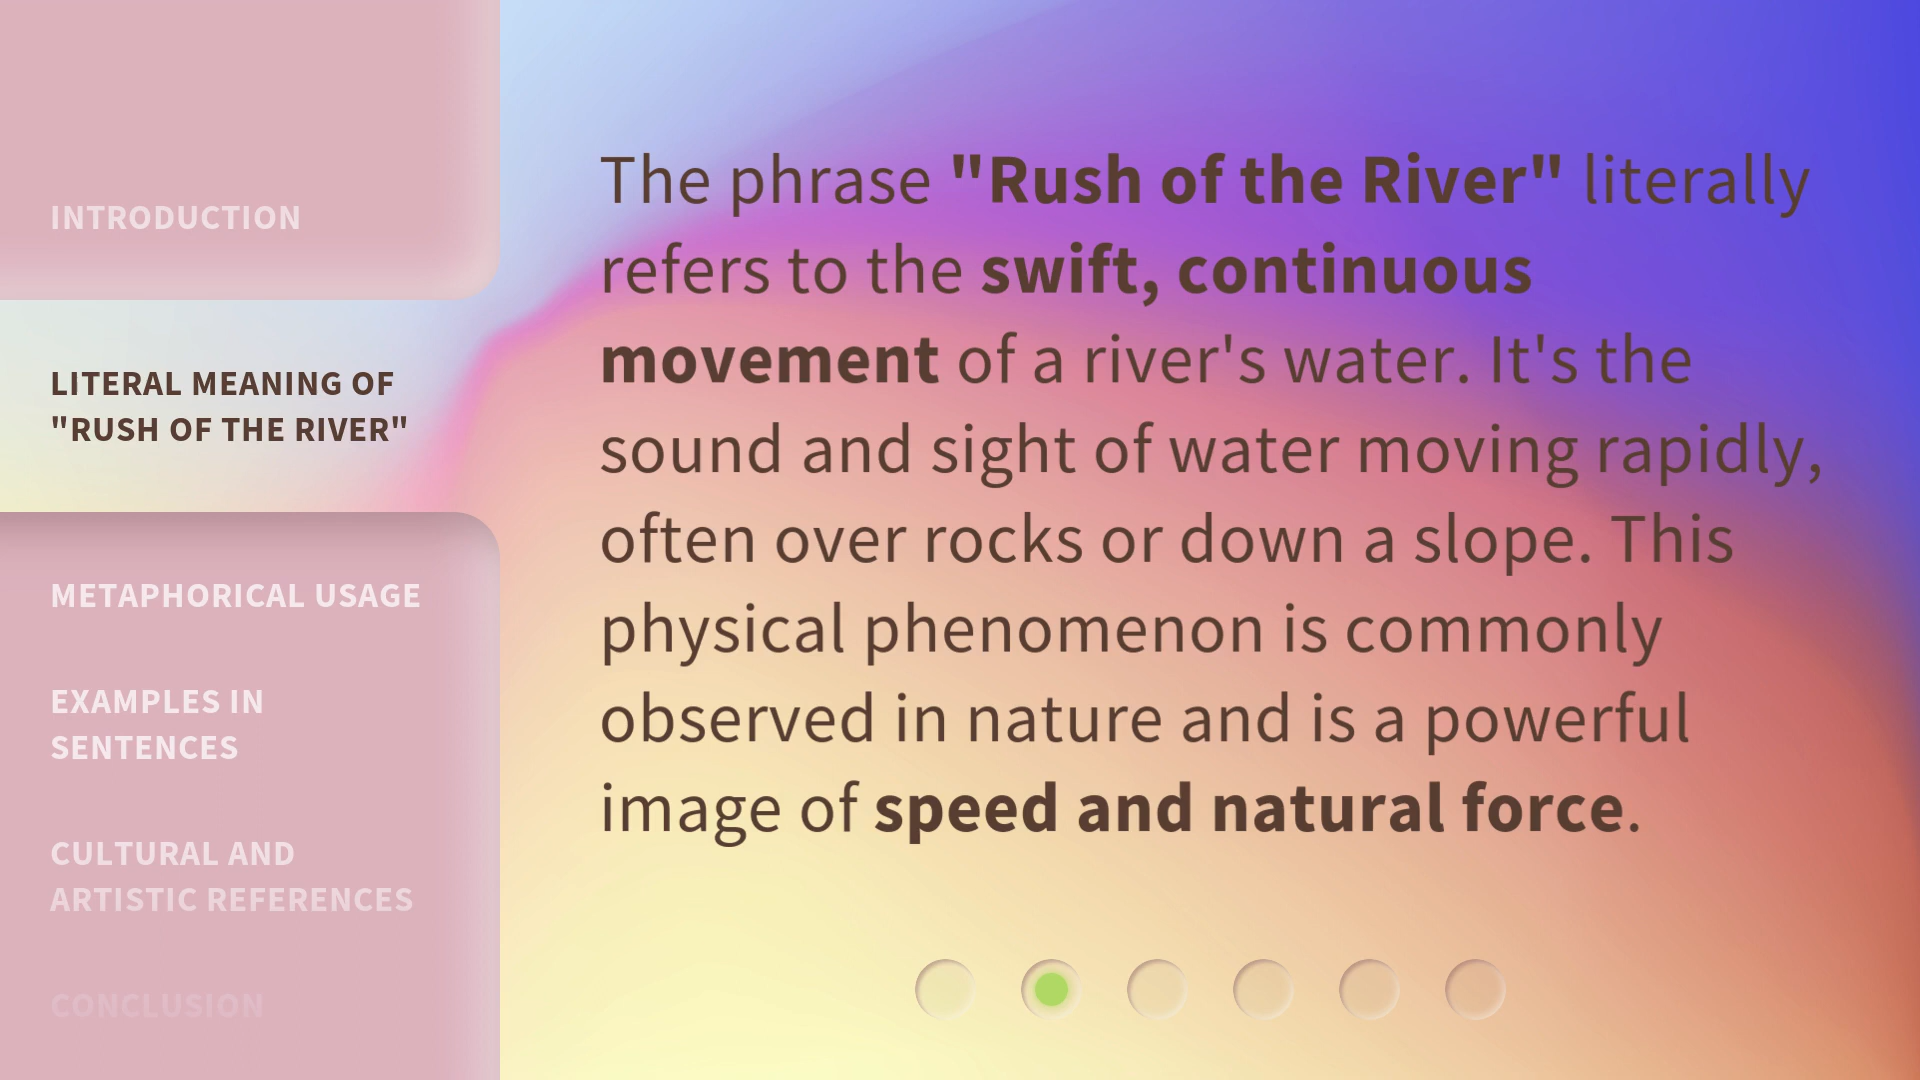 INTRODUCTION
LITERAL MEANING OF
"RUSH OF THE RIVER"
METAPHORICAL USAGE
EXAMPLES IN
SENTENCES
CULTURAL AND
ARTISTIC REFERENCES
CONCLUSION
The phrase "Rush of the River" literally
refers to the swift, continuous
movement of a river's water. It's the
sound and sight of water moving rapidly,
often over rocks or down a slope. This
physical phenomenon is commonly
observed in nature and is a powerful
image of speed and natural force.